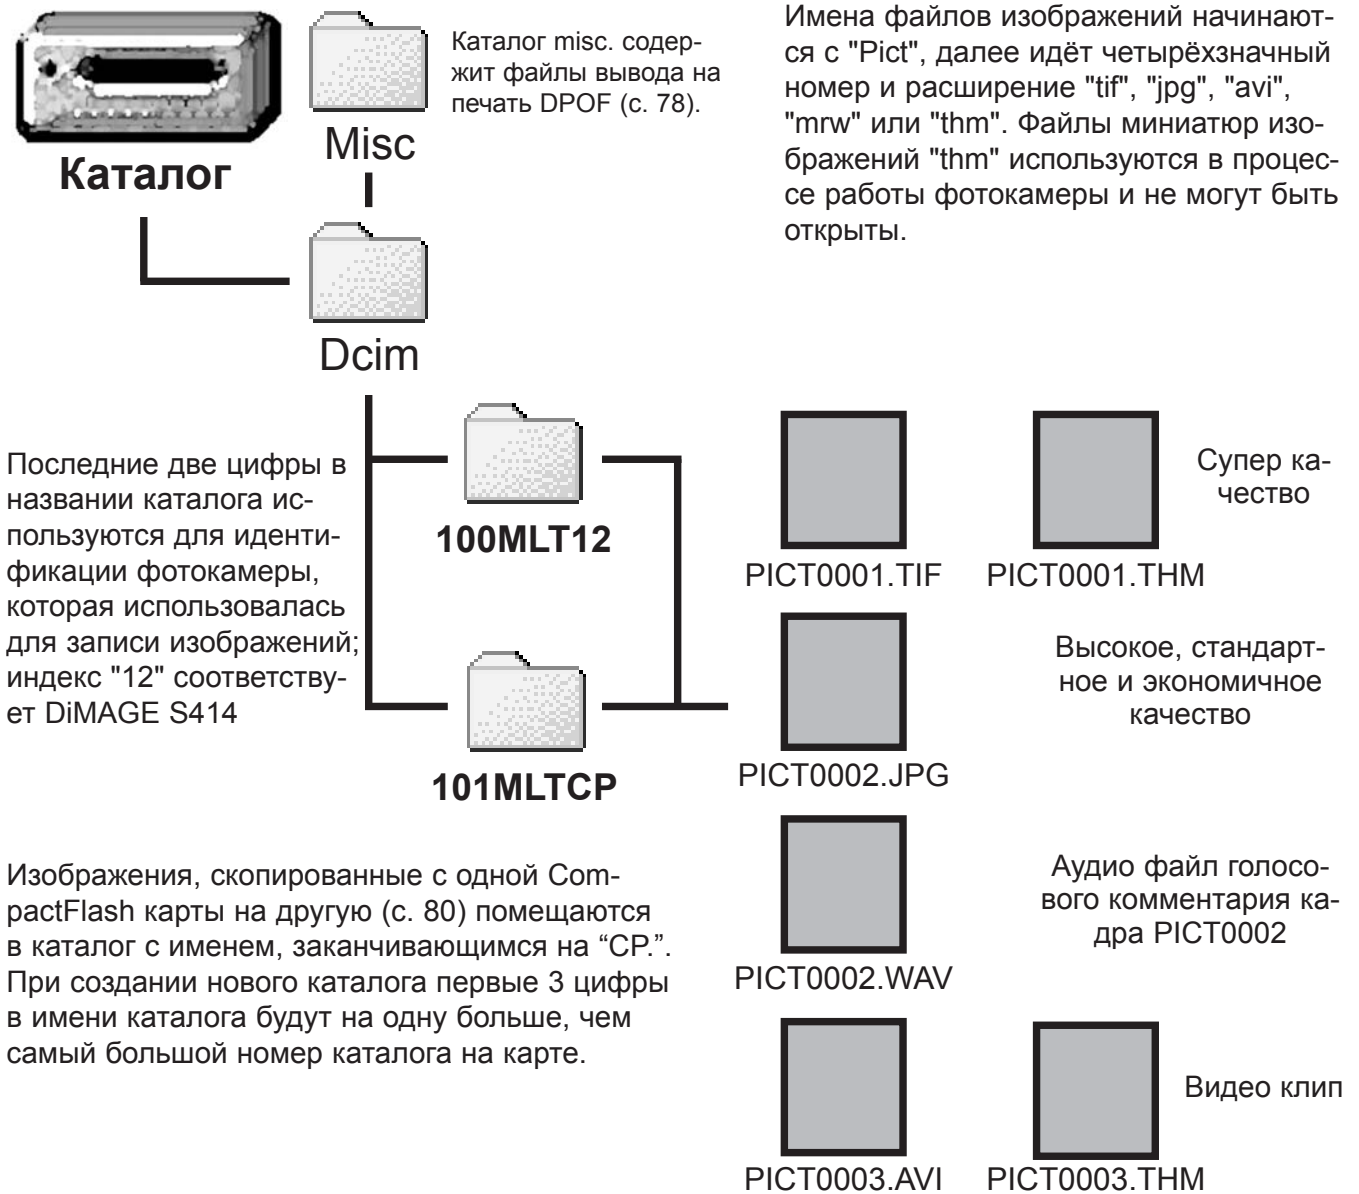 Каталог
Misc
Каталог misc. содер-
жит файлы вывода на
печать DPOF (с. 78).
Имена файлов изображений начинают-
ся с "Pict", далее идёт четырёхзначный
номер и расширение "tif", "jpg", "avi",
"mrw" или "thm". Файлы миниатюр изо-
бражений "thm" используются в процес-
се работы фотокамеры и не могут быть
открыты.
Dcim
Последние две цифры в
названии каталога ис-
пользуются для иденти-
фикации фотокамеры,
которая использовалась
для записи изображений;
индекс "12" соответству-
ет DiMAGE S414
100MLT12
101MLTCP
PICT0001.TIF
PICT0001.THM
Супер ка-
чество
PICT0002.JPG
Высокое, стандарт-
ное и экономичное
качество
PICT0002.WAV
Аудио файл голосо-
вого комментария ка-
дра PICT0002
PICT0003.AVI
PICT0003.THM
Видео клип
Изображения, скопированные с одной Com-
pactFlash карты на другую (с. 80) помещаются
в каталог с именем, заканчивающимся на “CP.”.
При создании нового каталога первые 3 цифры
в имени каталога будут на одну больше, чем
самый большой номер каталога на карте.